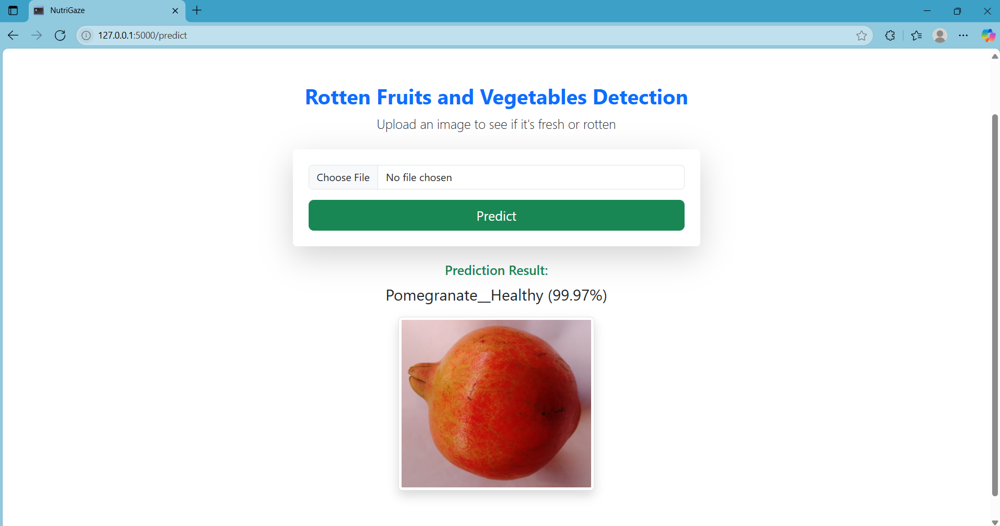 NutriGaze
127.0.0.1:5000/predict
Rotten Fruits and Vegetables Detection
Upload an image to see if it's fresh or rotten
Choose File No file chosen
Predict
Prediction Result:
Pomegranate__Healthy (99.97%)